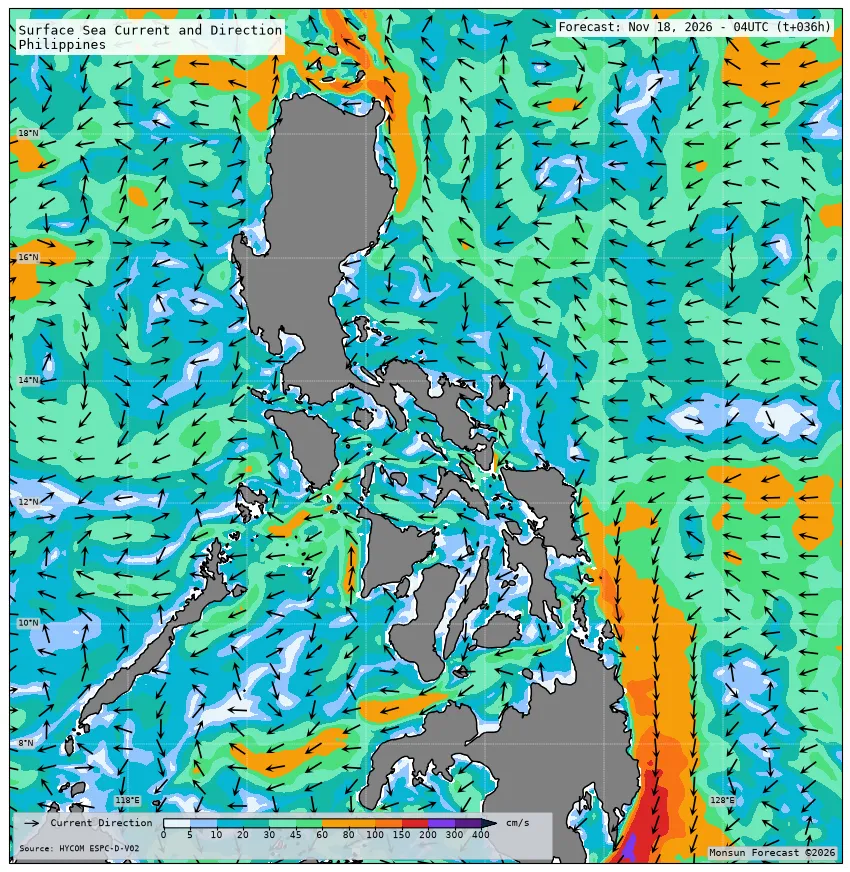 Surface Sea Current and Direction
Philippines
Forecast: Nov 18, 2026 - 04UTC (t+036h)
18°N
16°N
14°N
12°N
10°N
8°N
118°E
128°E
Current Direction
0 5 10 20 30 45 60 80 100 150 200 300 400
cm/s
Source: HYCOM ESPC-D-V02
Monsun Forecast ©2026